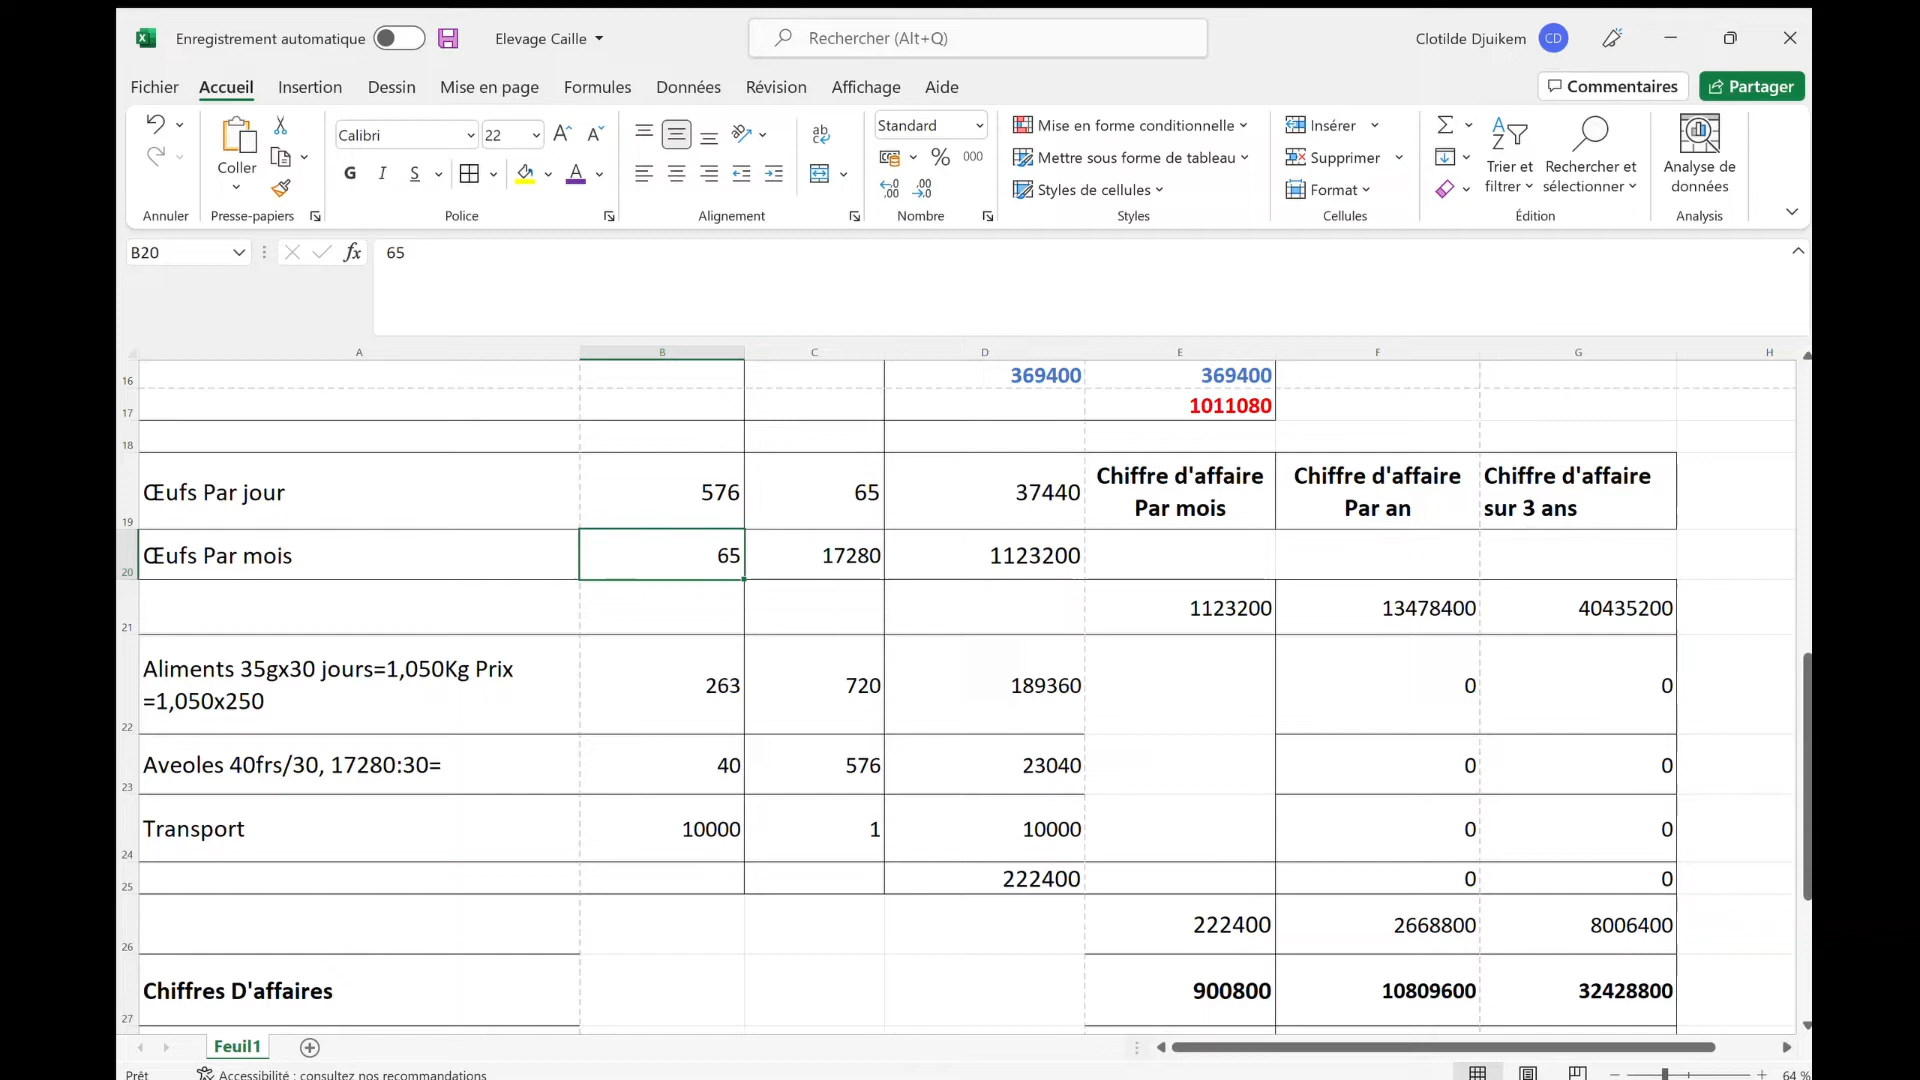 Enregistrement automatique
Elevage Caille
Rechercher (Alt+Q)
Clotilde Djuikem
CD
Fichier Accueil Insertion Dessin Mise en page Formules Données Révision Affichage Aide
Commentaires
Partager
Coller
Calibri
22
G I S
A
ab
Standard
% 000
Mise en forme conditionnelle
Mettre sous forme de tableau
Styles de cellules
Insérer
Supprimer
Format
Trier et filtrer
Rechercher et sélectionner
Analyse de données
Annuler Presse-papiers Police Alignement Nombre Styles Cellules Édition Analysis
B20
fx
65
A B C D E F G H
16 369400 369400
17 1011080
18
19 Œufs Par jour 576 65 37440 Chiffre d'affaire Par mois Chiffre d'affaire Par an Chiffre d'affaire sur 3 ans
20 Œufs Par mois 65 17280 1123200
21 1123200 13478400 40435200
22 Aliments 35gx30 jours=1,050Kg Prix =1,050x250 263 720 189360 0 0
23 Aveoles 40frs/30, 17280:30= 40 576 23040 0 0
24 Transport 10000 1 10000 0 0
25 222400 0 0
26 222400 2668800 8006400
27 Chiffres D'affaires 900800 10809600 32428800
Feuil1
Prêt
Accessibilité : consultez nos recommandations
64 %